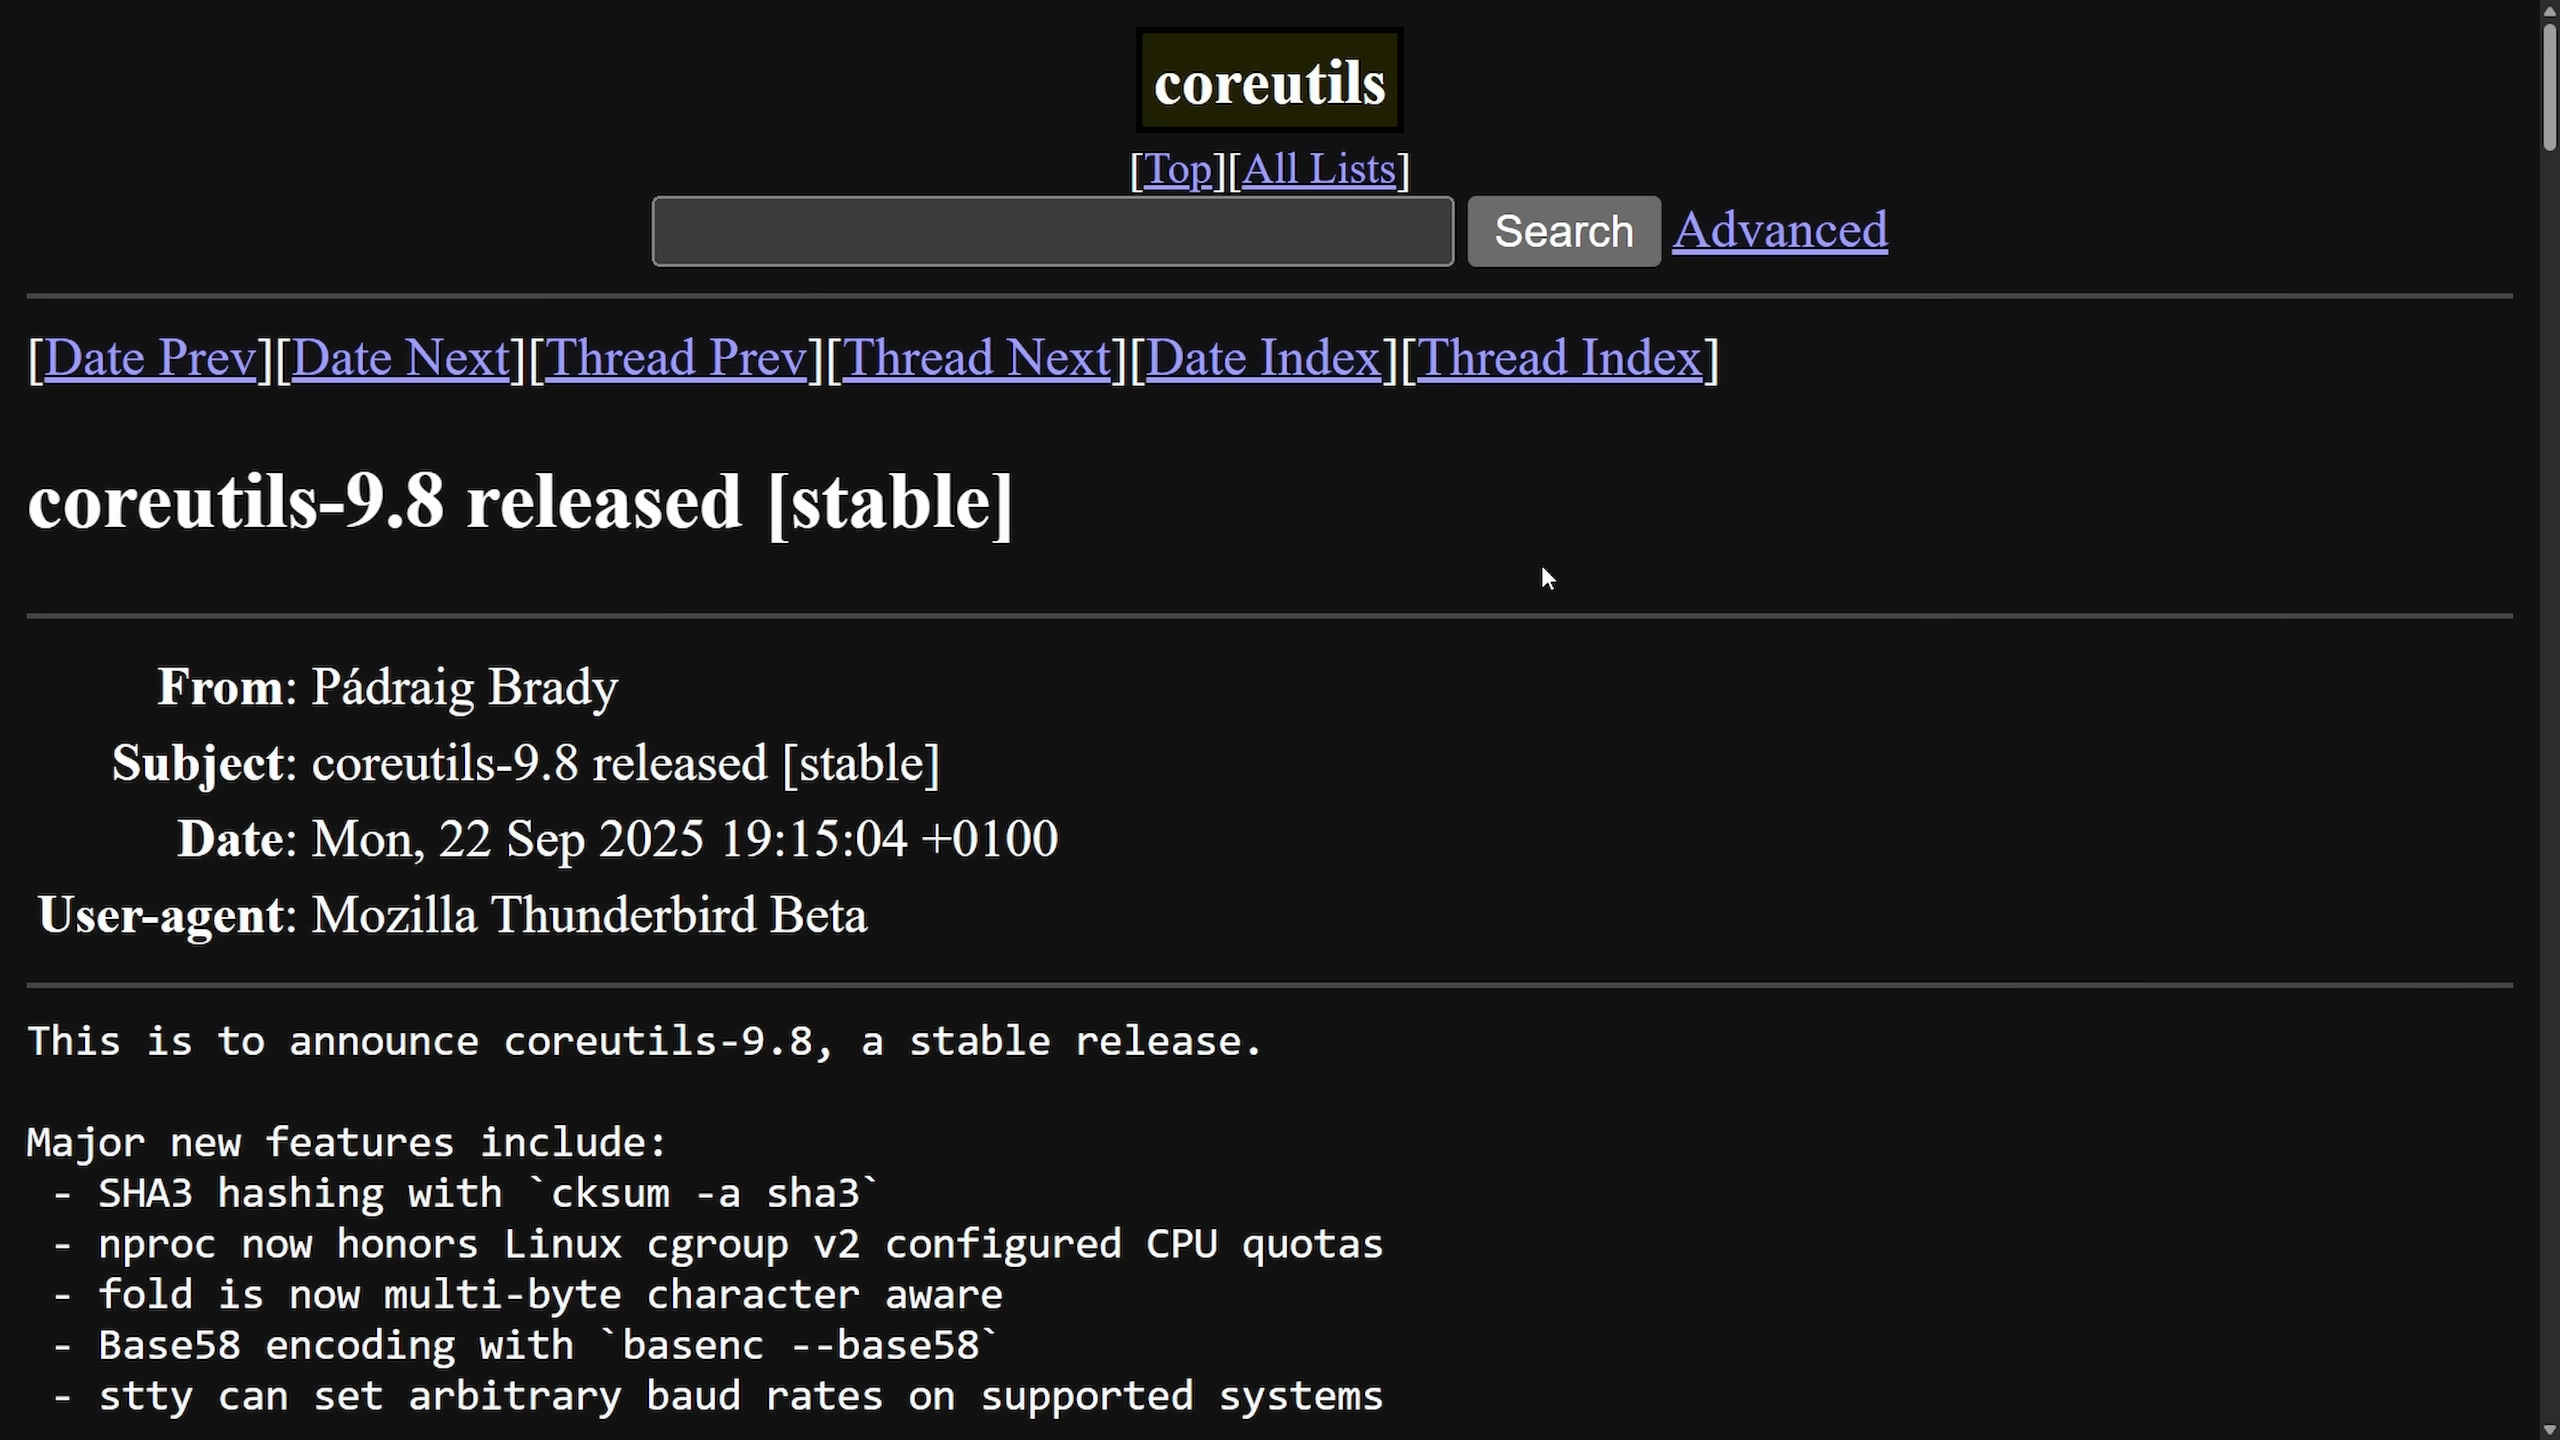 coreutils
[Top][All Lists]
Search Advanced
[Date Prev][Date Next][Thread Prev][Thread Next][Date Index][Thread Index]
coreutils-9.8 released [stable]
From: Pádraig Brady
Subject: coreutils-9.8 released [stable]
Date: Mon, 22 Sep 2025 19:15:04 +0100
User-agent: Mozilla Thunderbird Beta
This is to announce coreutils-9.8, a stable release.
Major new features include:
- SHA3 hashing with `cksum -a sha3`
- nproc now honors Linux cgroup v2 configured CPU quotas
- fold is now multi-byte character aware
- Base58 encoding with `basenc --base58`
- stty can set arbitrary baud rates on supported systems